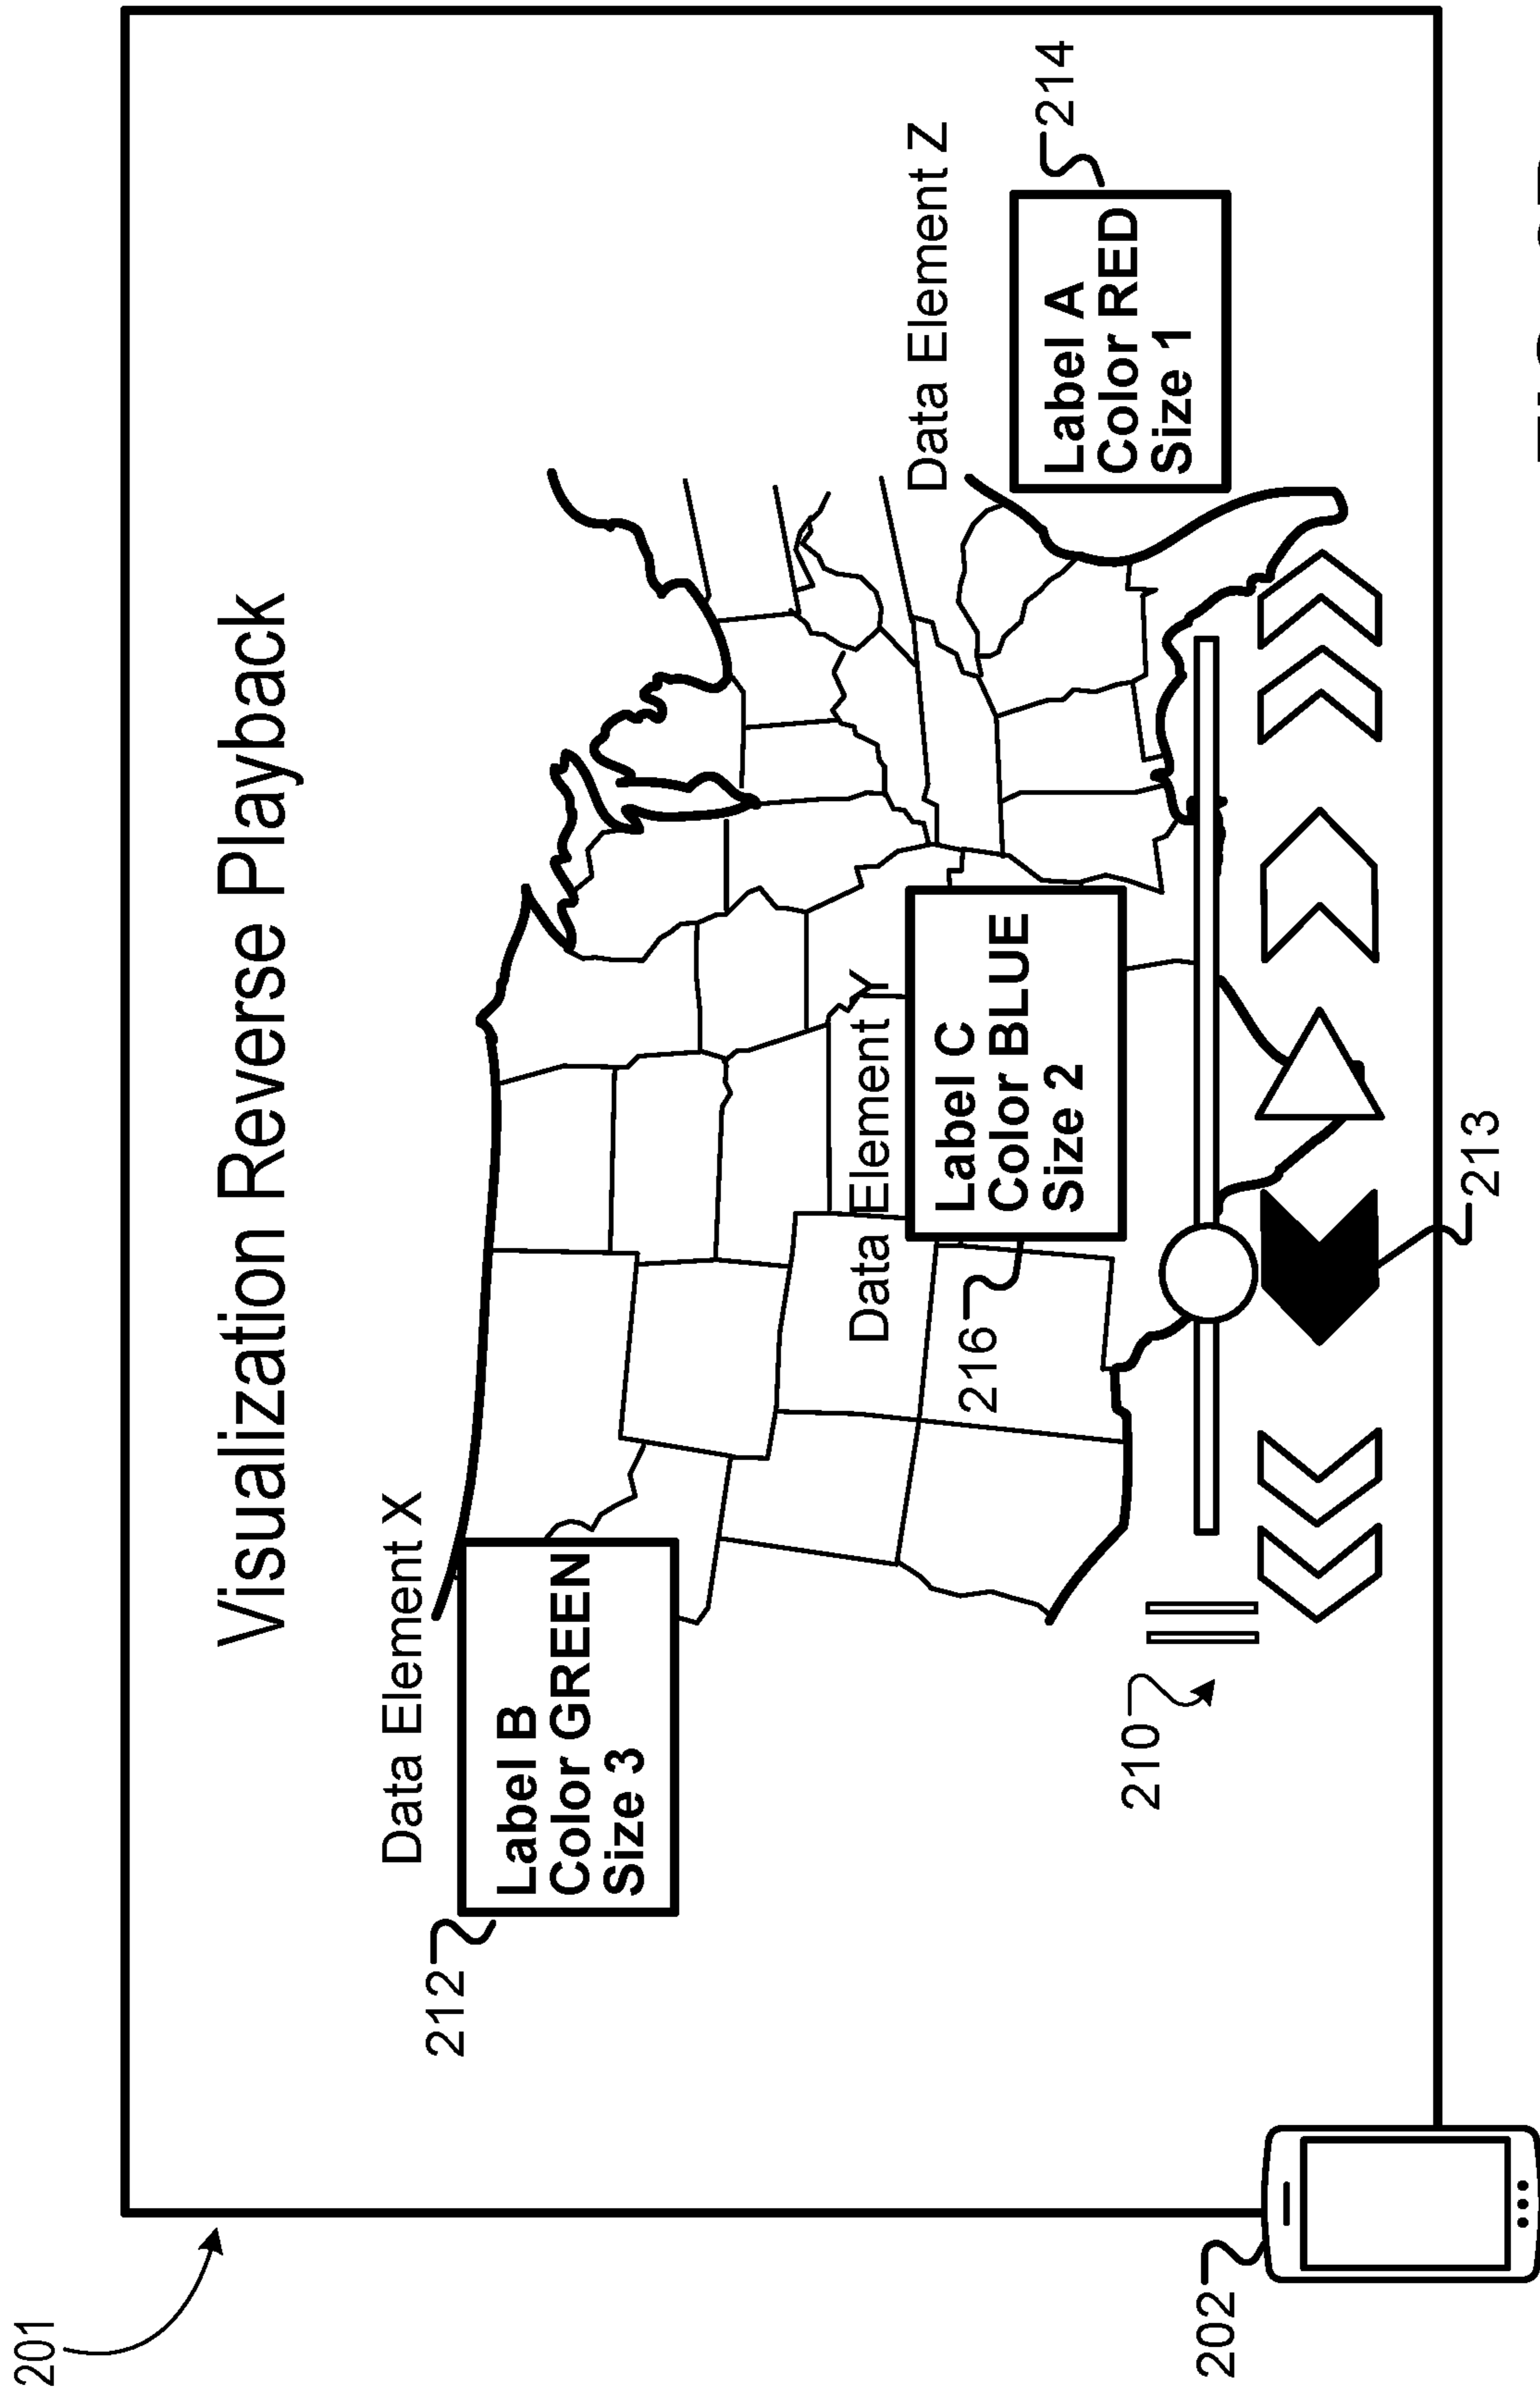 201
Visualization Reverse Playback
Data Element X
212
Label B
Color GREEN
Size 3
Data Element Y
216
Label C
Color BLUE
Size 2
Data Element Z
214
Label A
Color RED
Size 1
210
213
202